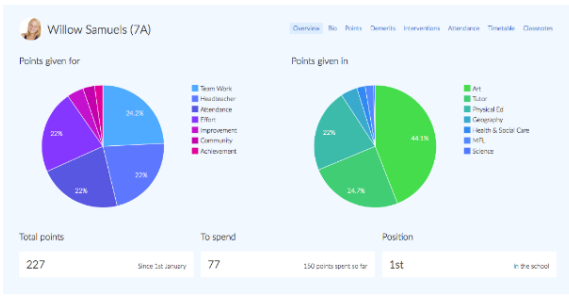 Willow Samuels (7A)
Overview Bio Points Demerits Interventions Attendance Timetable Classnotes
Points given for
24.2%
22%
22%
22%
Team Work
Headteacher
Attendance
Effort
Improvement
Community
Achievement
Points given in
44.1%
24.7%
22%
Art
Tutor
Physical Ed
Geography
Health & Social Care
MFL
Science
Total points
227 Since 1st January
To spend
77 150 points spent so far
Position
1st In the school